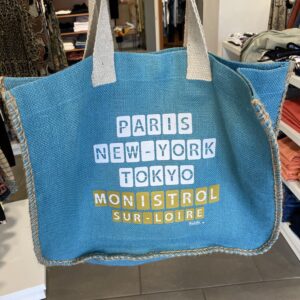 PARIS
NEW-YORK
TOKYO
MONISTROL
SUR-LOIRE